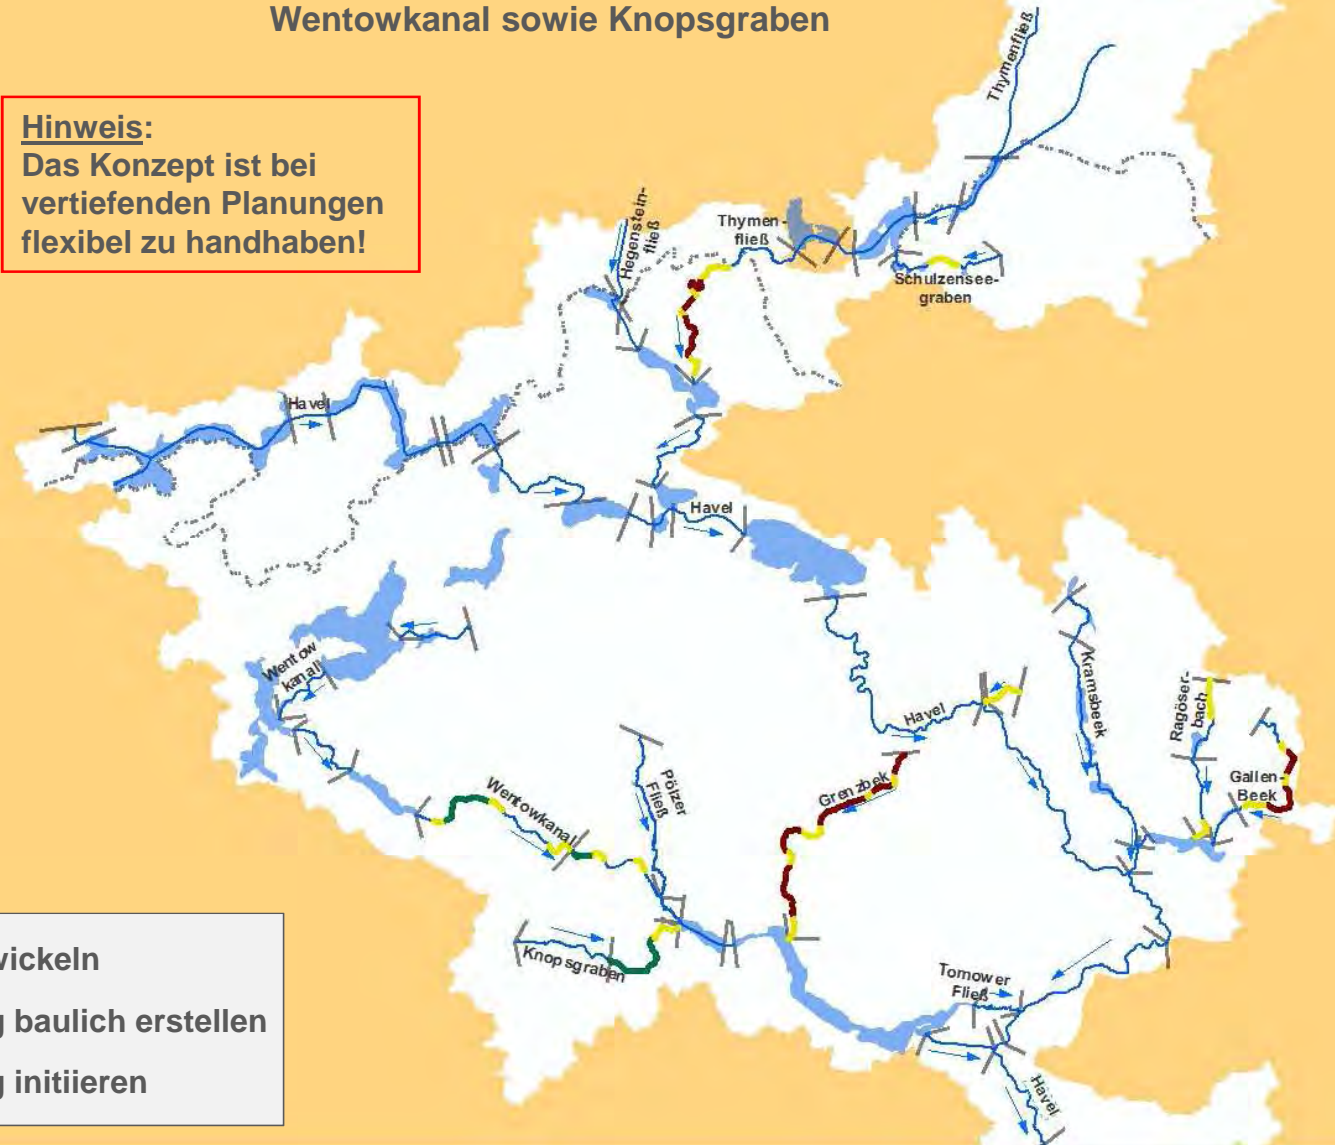 Wentowkanal sowie Knopsgraben
Hinweis:
Das Konzept ist bei
vertiefenden Planungen
flexibel zu handhaben!
Thymenfließ
Hegenstein-
fließ
Thymen-
fließ
Schulzensee-
graben
Havel
Havel
Wentow
kanal
Havel
Kramsbeek
Ragöser-
bach
Gallen-
Beek
Pölzer
Fließ
Grenzbek
Wentowkanal
Knopsgraben
Tornower
Fließ
Havel
wickeln
g baulich erstellen
g initiieren